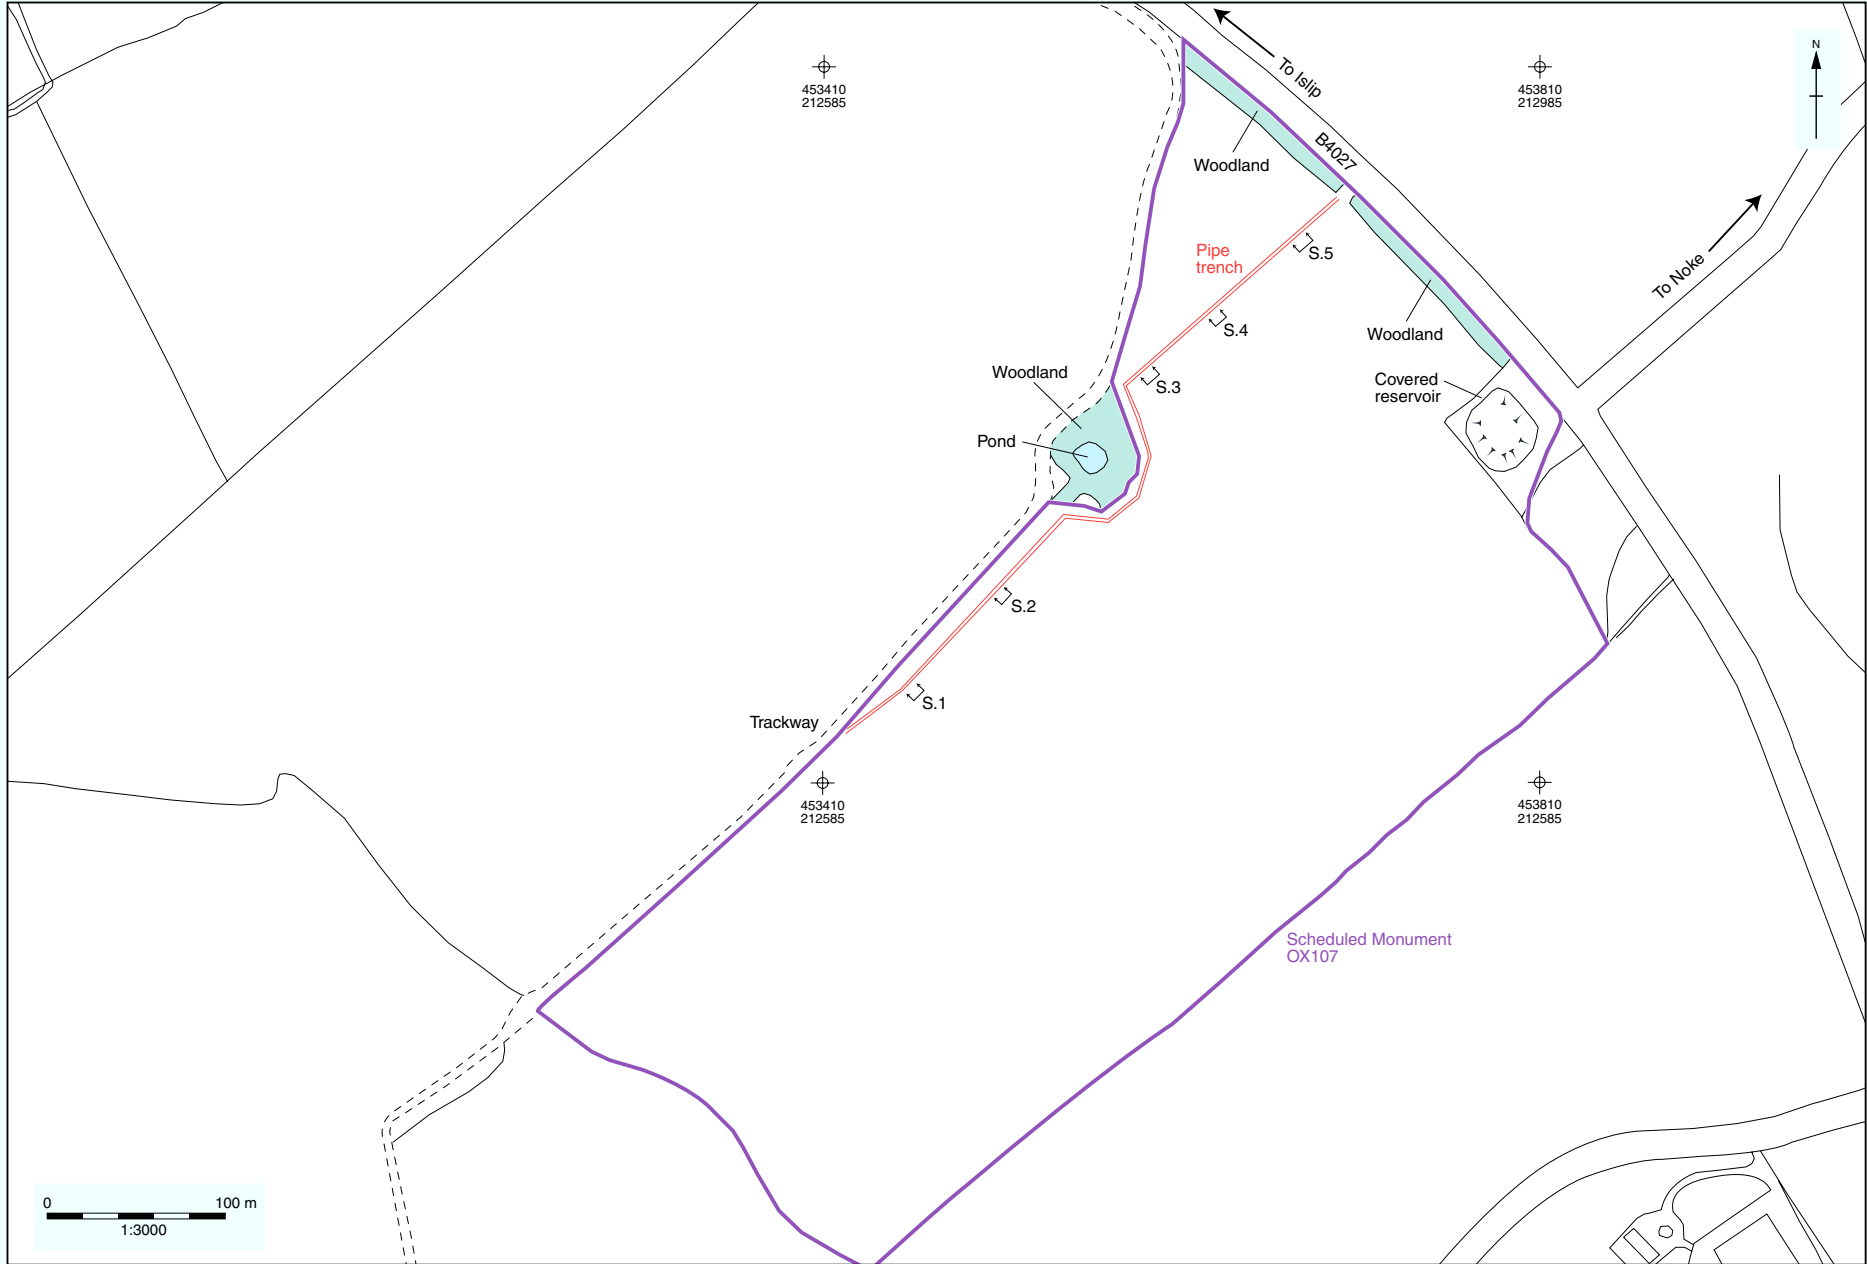 To Islip
N
453410
212585
453810
212985
B4027
Woodland
Pipe
trench
S.5
To Noke
S.4
Woodland
Woodland
Covered
reservoir
S.3
Pond
S.2
S.1
Trackway
453410
212585
453810
212585
Scheduled Monument
OX107
0 100 m
1:3000